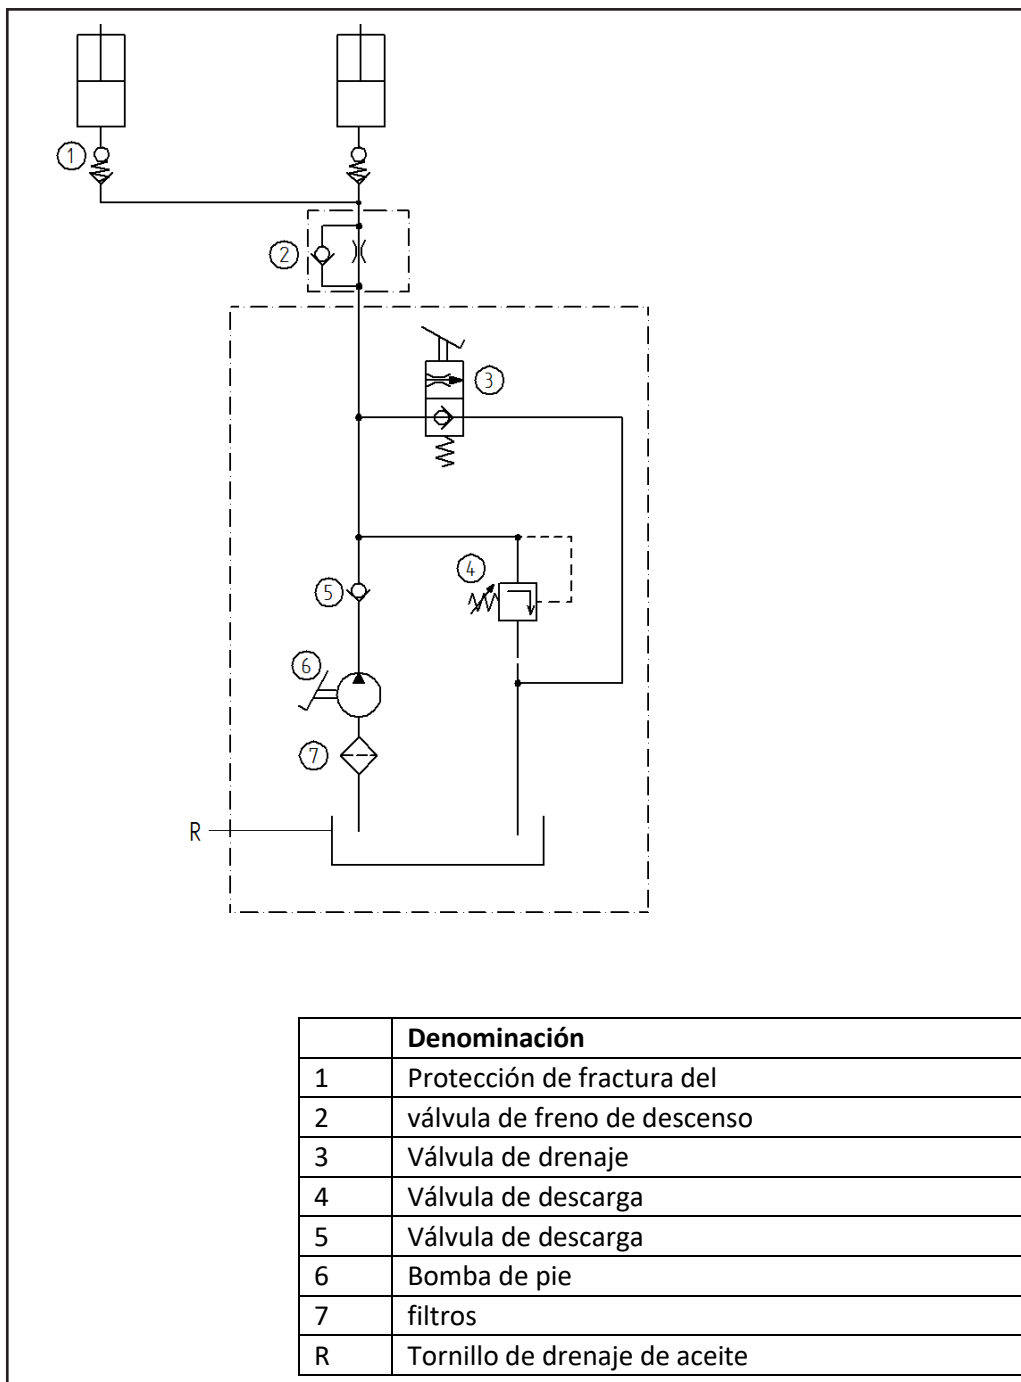 1
2
3
4
5
6
7
R
Denominación
1 Protección de fractura del
2 válvula de freno de descenso
3 Válvula de drenaje
4 Válvula de descarga
5 Válvula de descarga
6 Bomba de pie
7 filtros
R Tornillo de drenaje de aceite